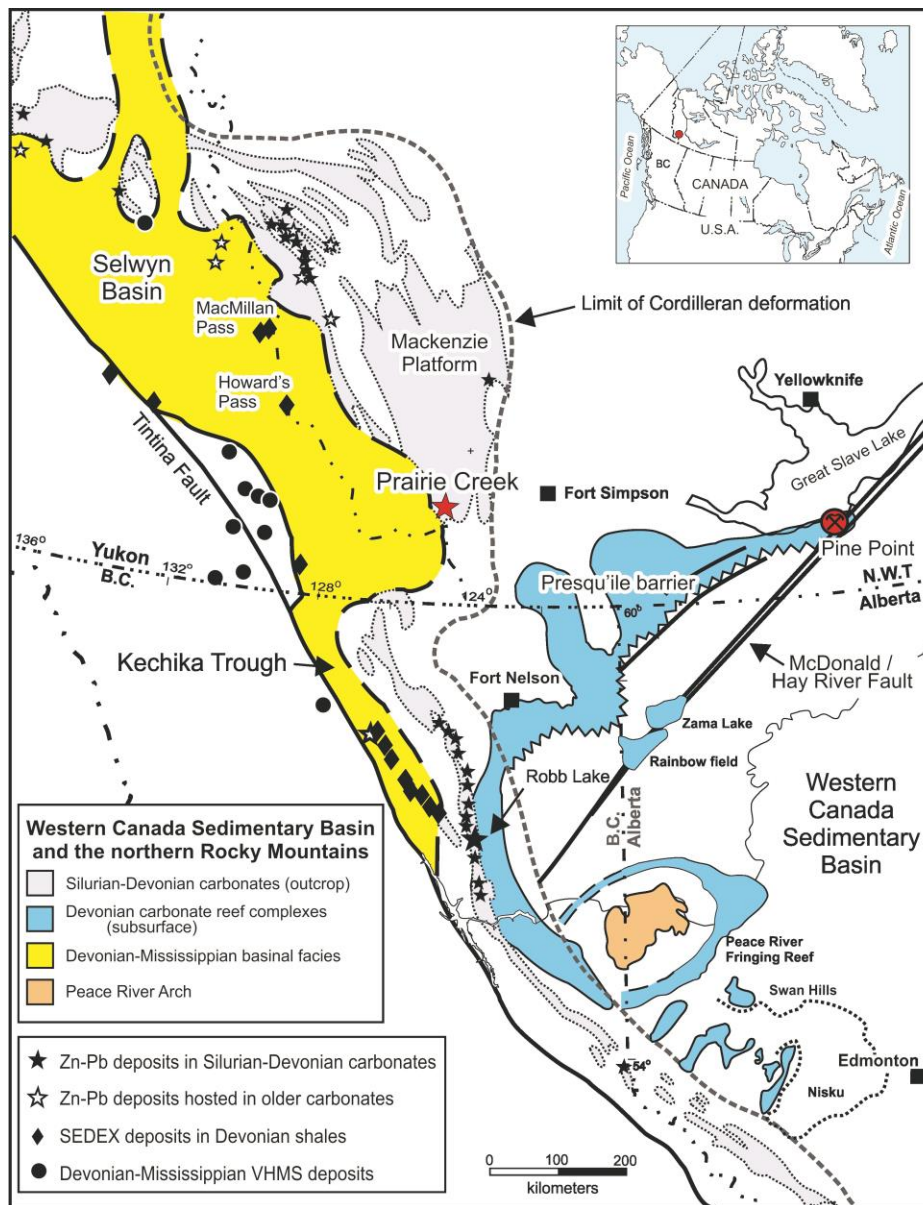 Pacific Ocean
BC
CANADA
U.S.A.
Atlantic Ocean
Selwyn
Basin
MacMillan
Pass
Howard's
Pass
Mackenzie
Platform
Limit of Cordilleran deformation
Yellowknife
Great Slave Lake
Tintina Fault
Prairie Creek
Fort Simpson
Pine Point
136°
Yukon
B.C.
132°
128°
124°
Presqu'ile barrier
60°
N.W.T
Alberta
Kechika Trough
Fort Nelson
McDonald /
Hay River Fault
Zama Lake
Rainbow field
Robb Lake
B.C.
Alberta
Western
Canada
Sedimentary
Basin
Western Canada Sedimentary Basin
and the northern Rocky Mountains
Silurian-Devonian carbonates (outcrop)
Devonian carbonate reef complexes
(subsurface)
Devonian-Mississippian basinal facies
Peace River Arch
Peace River
Fringing Reef
Swan Hills
54°
Edmonton
Nisku
Zn-Pb deposits in Silurian-Devonian carbonates
Zn-Pb deposits hosted in older carbonates
SEDEX deposits in Devonian shales
Devonian-Mississippian VHMS deposits
0 100 200
kilometers